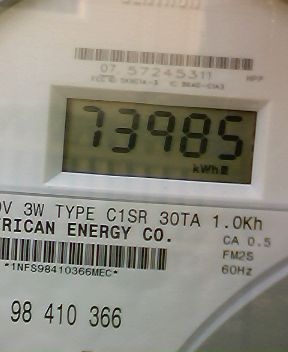 07 57245311
HPP
73985
kWh
0V 3W TYPE C1SR 30TA 1.0Kh
RICAN ENERGY CO.
CA 0.5
FM2S
60Hz
*1NFS98410366MEC*
98 410 366